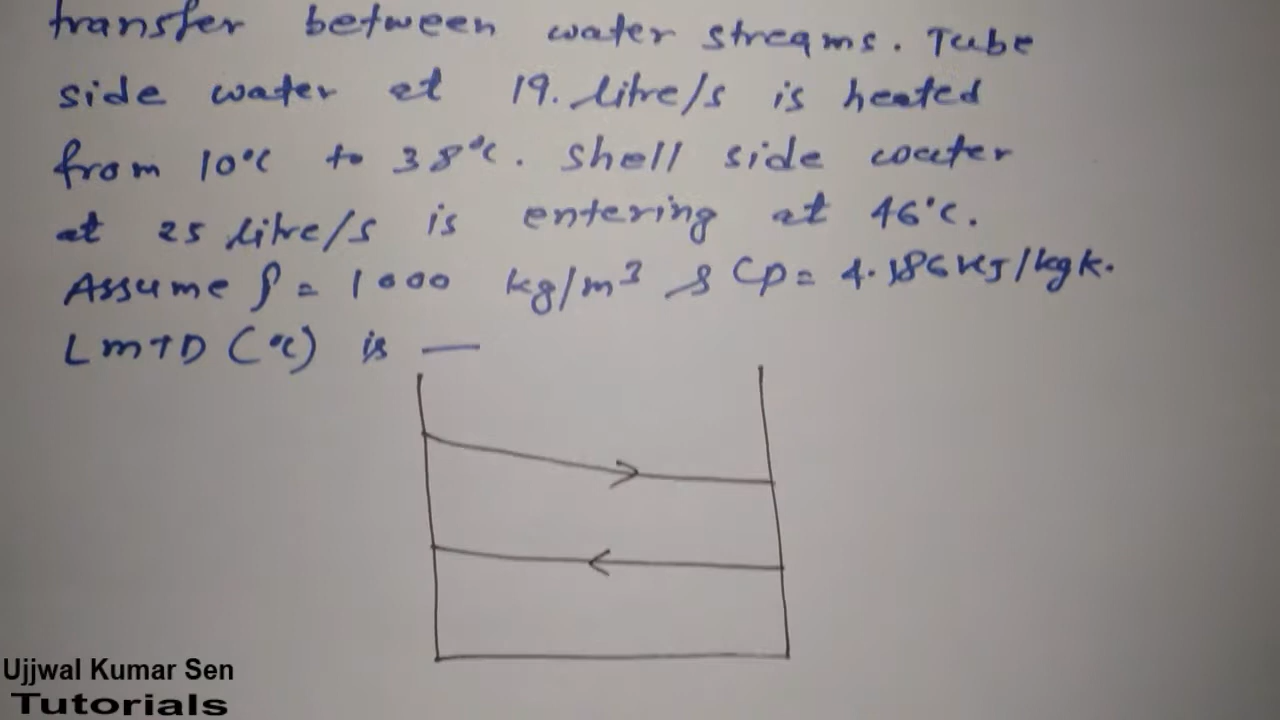 transfer between water streams. Tube
side water at 19. litre/s is heated
from 10°C to 38°C. Shell side water
at 25 litre/s is entering at 46°C.
Assume ρ = 1000 kg/m³ & Cp = 4.186 KJ/kgk.
LMTD (°C) is —
Ujjwal Kumar Sen
Tutorials